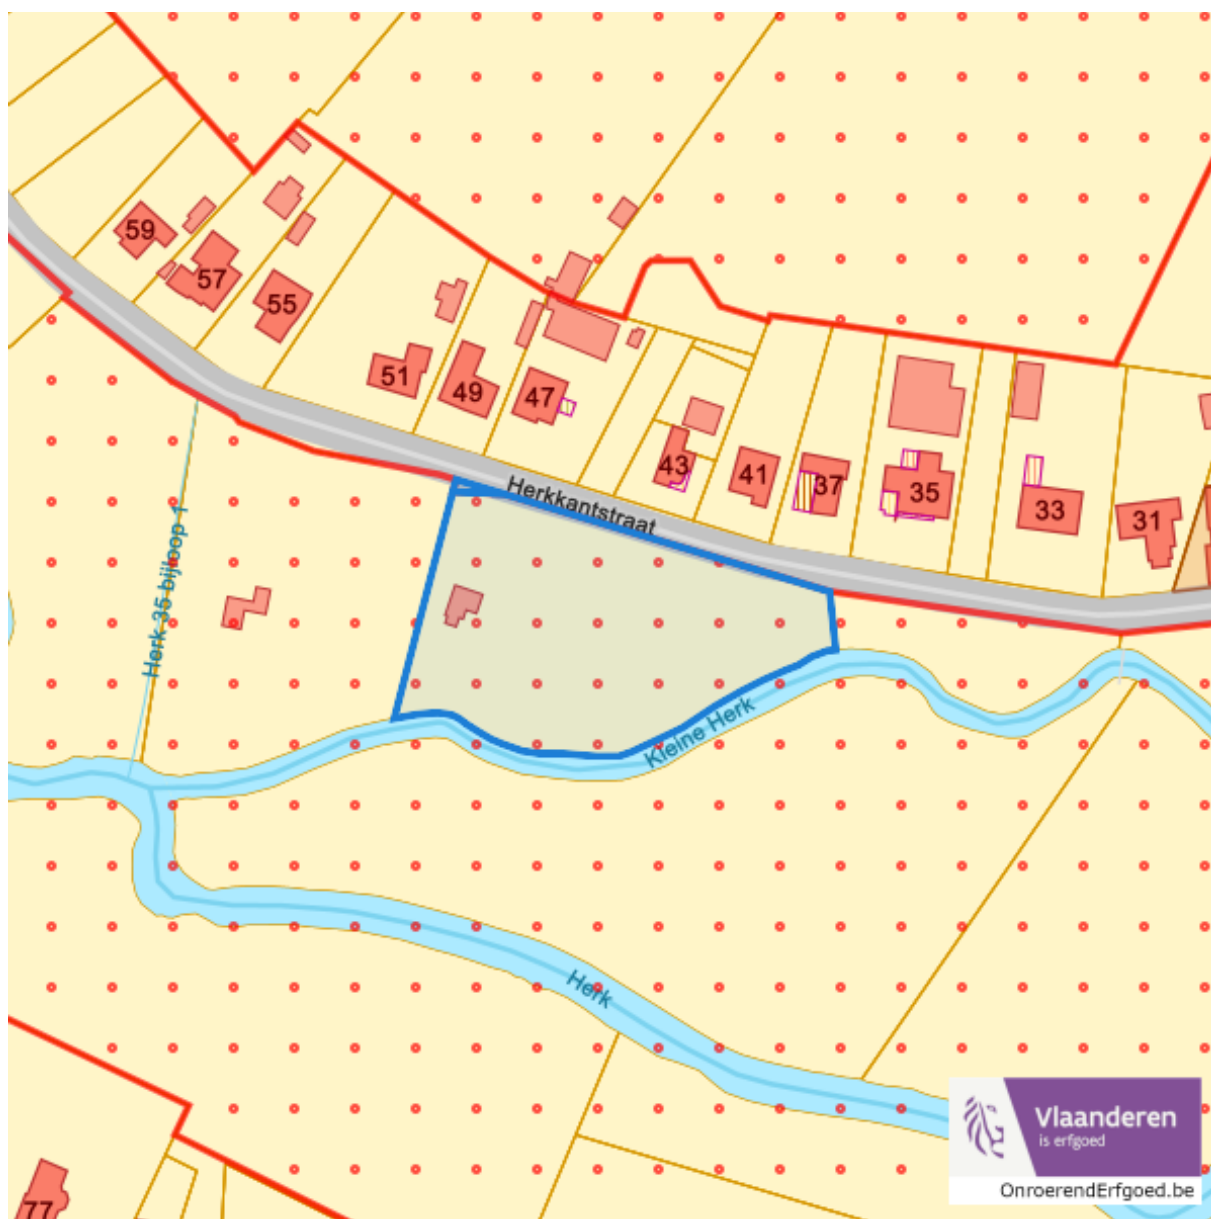 59
57
55
51
49
47
43
41
37
35
33
31
Herkkantstraat
Herk 35 bijloop 1
Kleine Herk
Herk
77
Vlaanderen
is erfgoed
OnroerendErfgoed.be